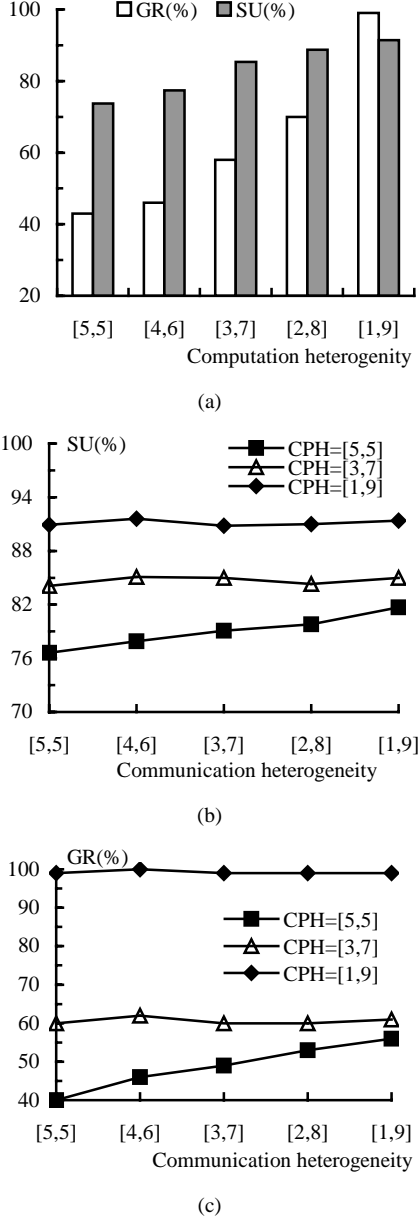 100
GR(%) SU(%)
80
60
40
20
[5,5] [4,6] [3,7] [2,8] [1,9]
Computation heterogenity
(a)
100
SU(%)
CPH=[5,5]
CPH=[3,7]
CPH=[1,9]
94
88
82
76
70
[5,5] [4,6] [3,7] [2,8] [1,9]
Communication heterogeneity
(b)
GR(%)
100
90
80
70
60
50
40
CPH=[5,5]
CPH=[3,7]
CPH=[1,9]
[5,5] [4,6] [3,7] [2,8] [1,9]
Communication heterogeneity
(c)